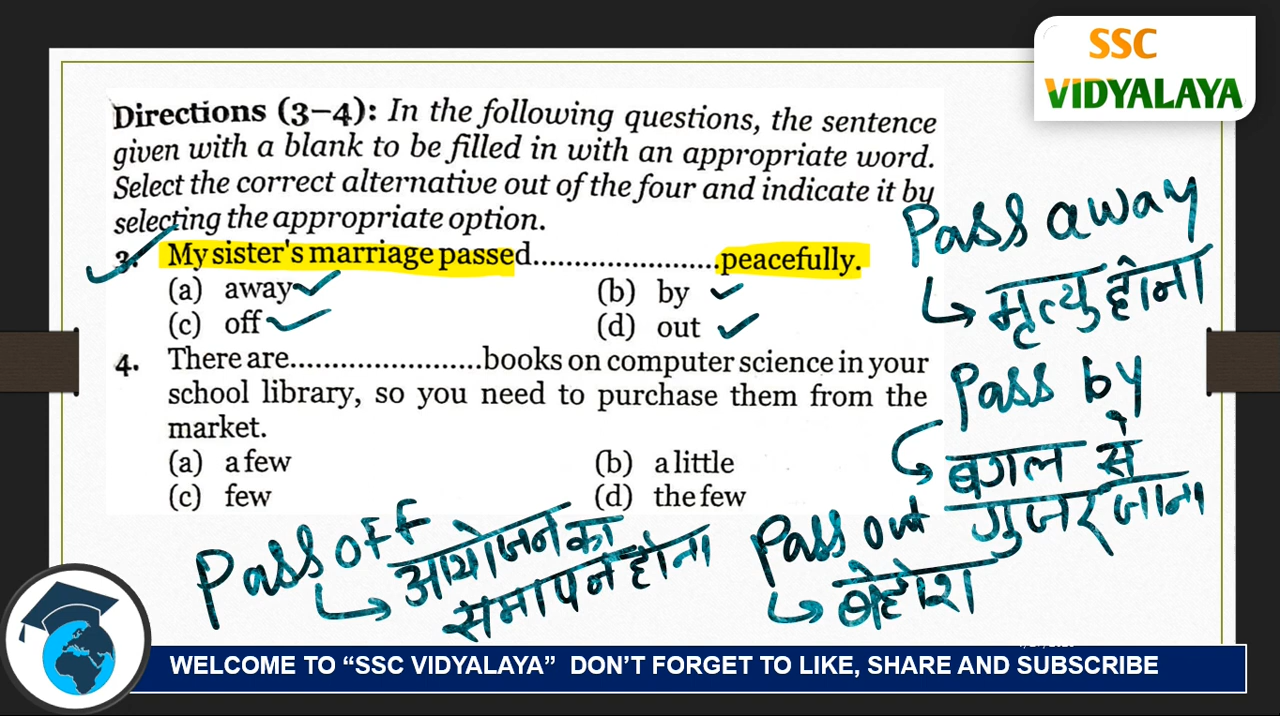 SSC
VIDYALAYA
Directions (3–4): In the following questions, the sentence
given with a blank to be filled in with an appropriate word.
Select the correct alternative out of the four and indicate it by
selecting the appropriate option.
3. My sister's marriage passed.......................peacefully.
(a) away (b) by
(c) off (d) out
4. There are.......................books on computer science in your
school library, so you need to purchase them from the
market.
(a) a few (b) a little
(c) few (d) the few
Pass away
मृत्यु होना
Pass by
बगल से
गुजर जाना
Pass off
आयोजन का
समापन होना
Pass out
बेहोश
WELCOME TO “SSC VIDYALAYA” DON’T FORGET TO LIKE, SHARE AND SUBSCRIBE